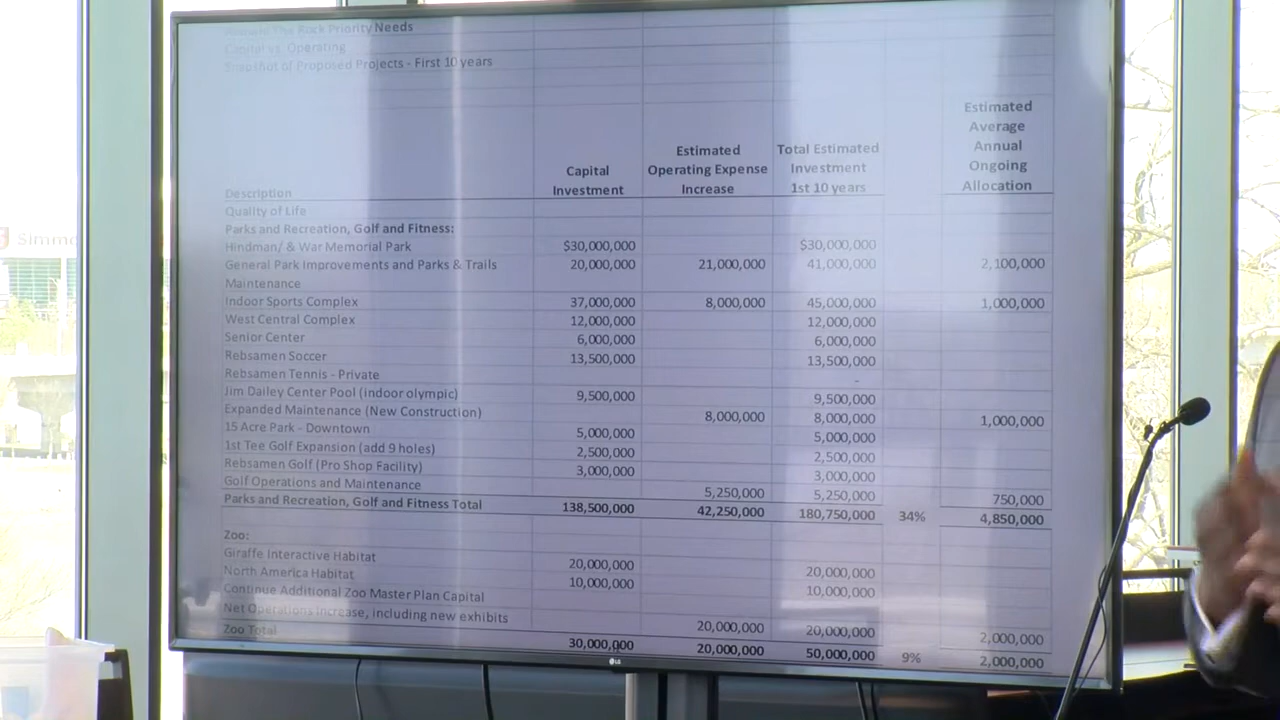 The Rock Priority Needs
Capital vs. Operating
Snapshot of Proposed Projects - First 10 years
Description Capital Investment Estimated Operating Expense Increase Total Estimated Investment 1st 10 years Estimated Average Annual Ongoing Allocation
Quality of Life
Parks and Recreation, Golf and Fitness:
Hindman/ & War Memorial Park $30,000,000 $30,000,000
General Park Improvements and Parks & Trails 20,000,000 21,000,000 41,000,000 2,100,000
Maintenance
Indoor Sports Complex 37,000,000 8,000,000 45,000,000 1,000,000
West Central Complex 12,000,000 12,000,000
Senior Center 6,000,000 6,000,000
Rebsamen Soccer 13,500,000 13,500,000
Rebsamen Tennis - Private -
Jim Dailey Center Pool (indoor olympic) 9,500,000 9,500,000
Expanded Maintenance (New Construction) 8,000,000 8,000,000 1,000,000
15 Acre Park - Downtown 5,000,000 5,000,000
1st Tee Golf Expansion (add 9 holes) 2,500,000 2,500,000
Rebsamen Golf (Pro Shop Facility) 3,000,000 3,000,000
Golf Operations and Maintenance 5,250,000 5,250,000 750,000
Parks and Recreation, Golf and Fitness Total 138,500,000 42,250,000 180,750,000 34% 4,850,000
Zoo:
Giraffe Interactive Habitat 20,000,000 20,000,000
North America Habitat 10,000,000 10,000,000
Continue Additional Zoo Master Plan Capital
Net Operations Increase, including new exhibits 20,000,000 20,000,000 2,000,000
Zoo Total 30,000,000 20,000,000 50,000,000 9% 2,000,000
LG
Simmo